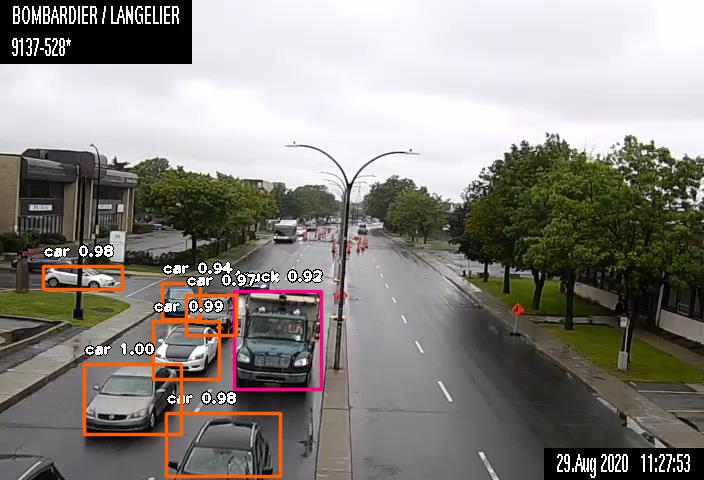 BOMBARDIER / LANGELIER
9137-528*
car 0.98
car 0.94
car 0.97
truck 0.92
0.99
car 1.00
car 0.98
29.Aug 2020 11:27:53